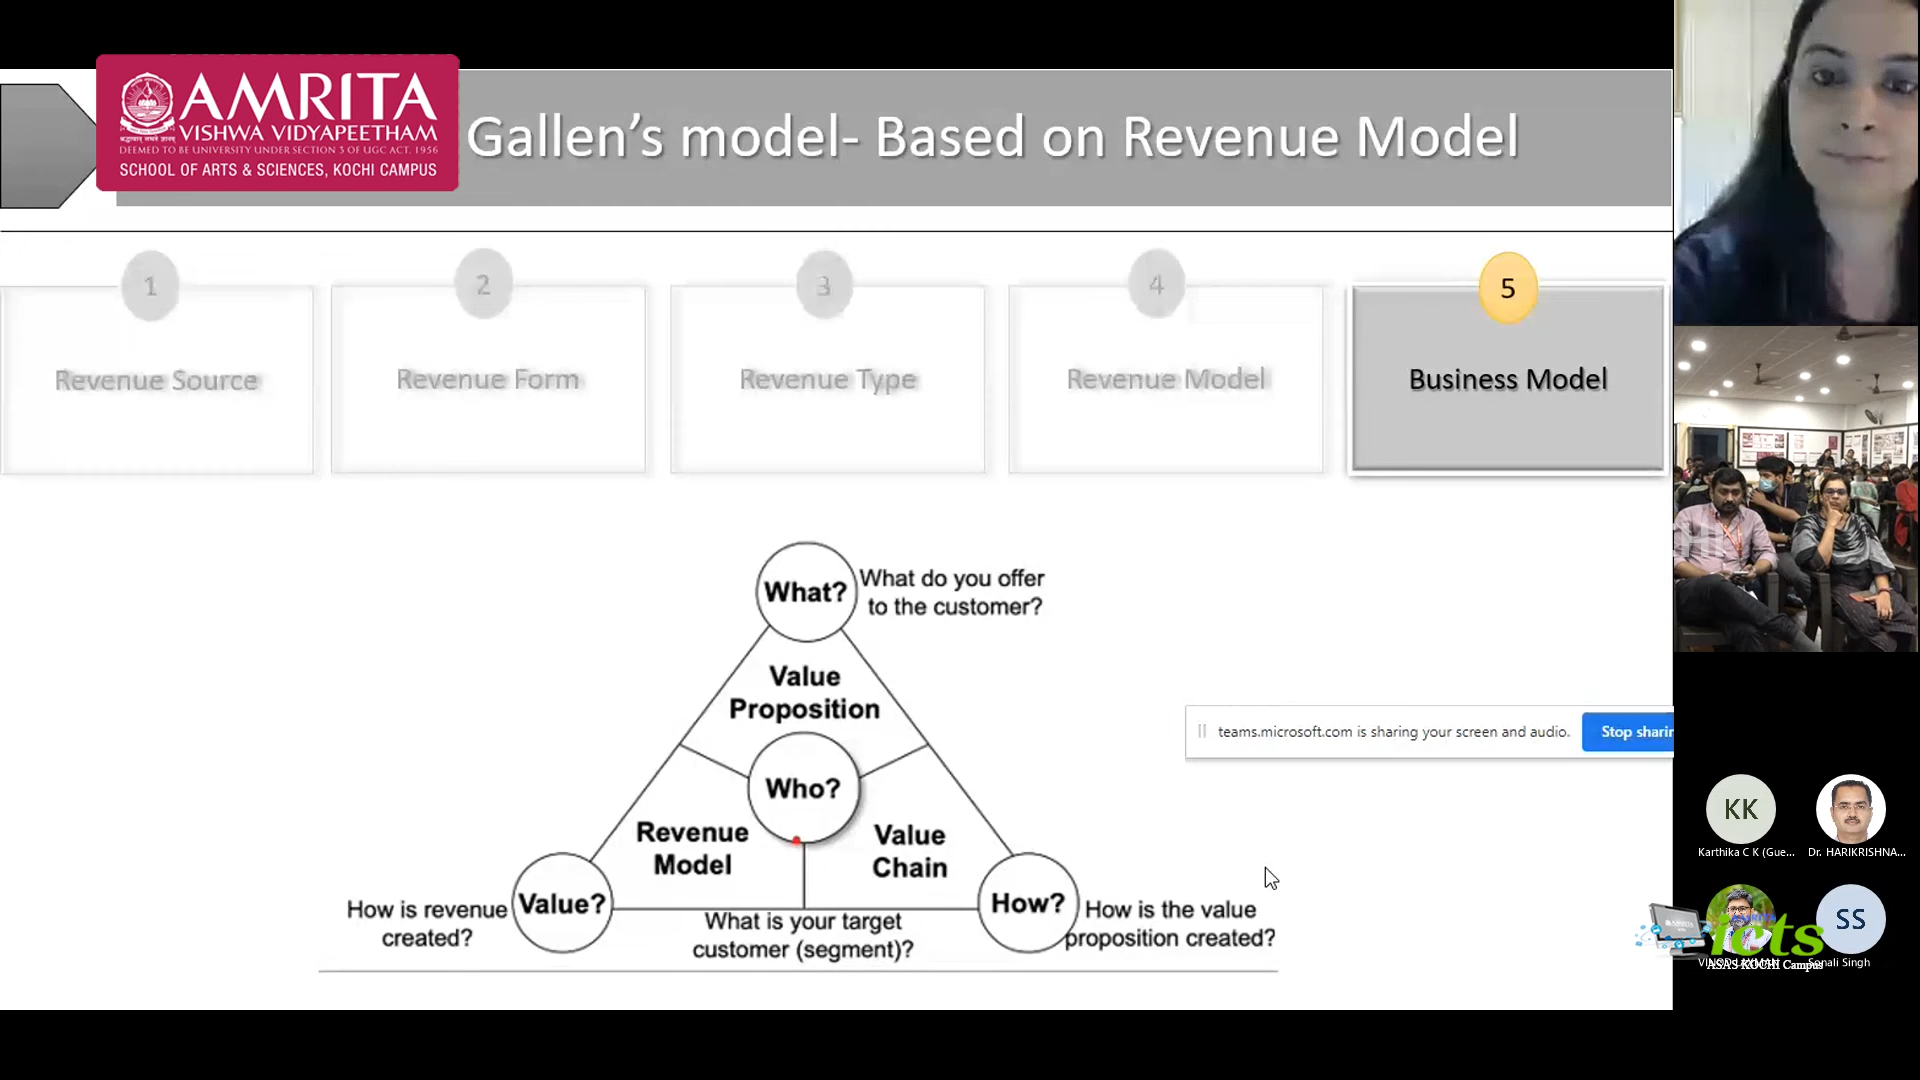 AMRITA
VISHWA VIDYAPEETHAM
DEEMED TO BE UNIVERSITY UNDER SECTION 3 OF UGC ACT. 1956
SCHOOL OF ARTS & SCIENCES, KOCHI CAMPUS
Gallen's model- Based on Revenue Model
1
Revenue Source
2
Revenue Form
3
Revenue Type
4
Revenue Model
5
Business Model
What?
What do you offer
to the customer?
Value
Proposition
Who?
Revenue
Model
Value
Chain
Value?
How is revenue
created?
What is your target
customer (segment)?
How?
How is the value
proposition created?
teams.microsoft.com is sharing your screen and audio.
Stop sharin
KK
Karthika C K (Gue...
Dr. HARIKRISHNA...
SS
Sonali Singh
icts
ASAS KOCHI Campus